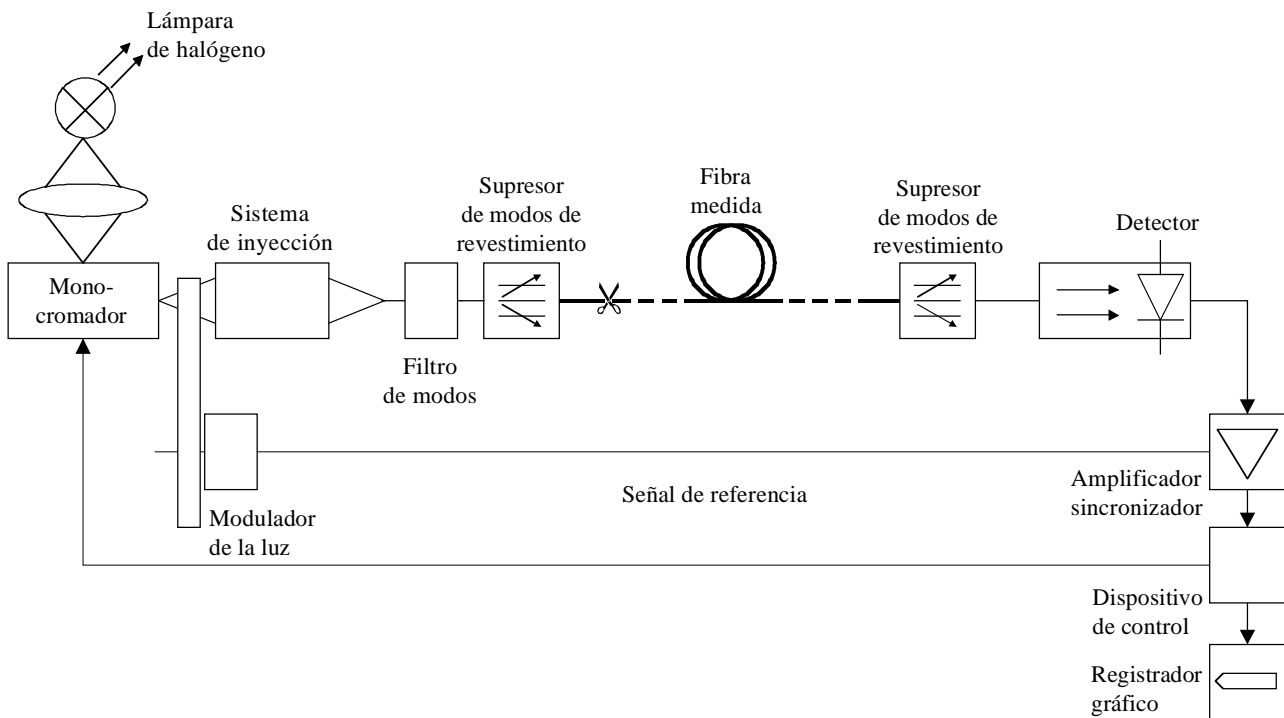 Lámpara
de halógeno
Sistema
de inyección
Supresor
de modos de
revestimiento
Fibra
medida
Supresor
de modos de
revestimiento
Detector
Mono-
cromador
Filtro
de modos
Modulador
de la luz
Señal de referencia
Amplificador
sincronizador
Dispositivo
de control
Registrador
gráfico